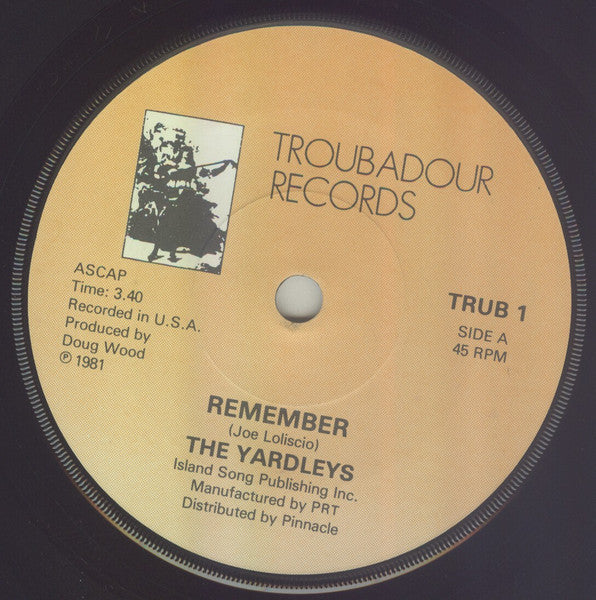 TROUBADOUR
RECORDS
ASCAP
Time: 3.40
Recorded in U.S.A.
Produced by
Doug Wood
Ⓟ 1981
TRUB 1
SIDE A
45 RPM
REMEMBER
(Joe Loliscio)
THE YARDLEYS
Island Song Publishing Inc.
Manufactured by PRT
Distributed by Pinnacle